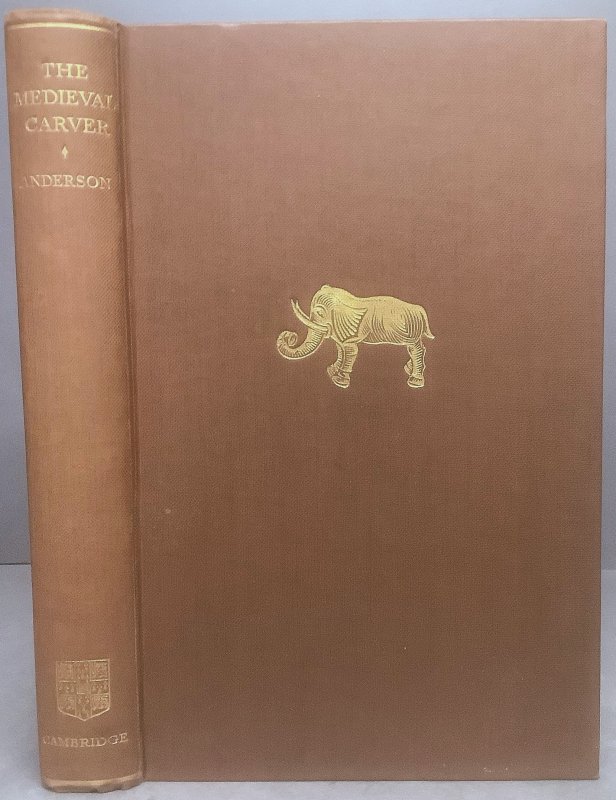 THE
MEDIEVAL
CARVER
ANDERSON
CAMBRIDGE